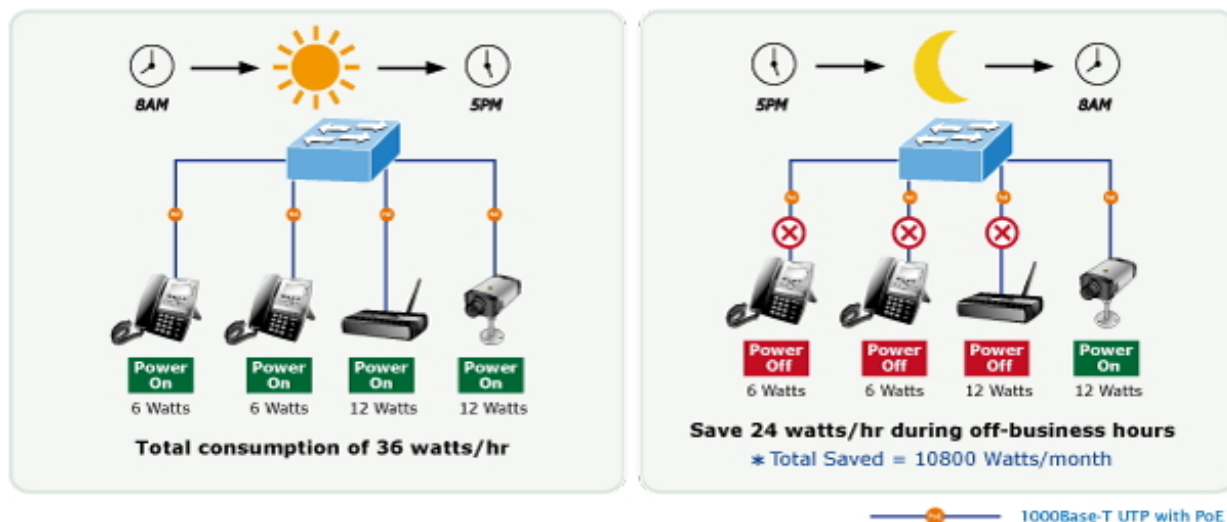 8AM
5PM
Power
On
6 Watts
Power
On
6 Watts
Power
On
12 Watts
Power
On
12 Watts
Total consumption of 36 watts/hr
5PM
8AM
Power
Off
6 Watts
Power
Off
6 Watts
Power
Off
12 Watts
Power
On
12 Watts
Save 24 watts/hr during off-business hours
* Total Saved = 10800 Watts/month
1000Base-T UTP with PoE